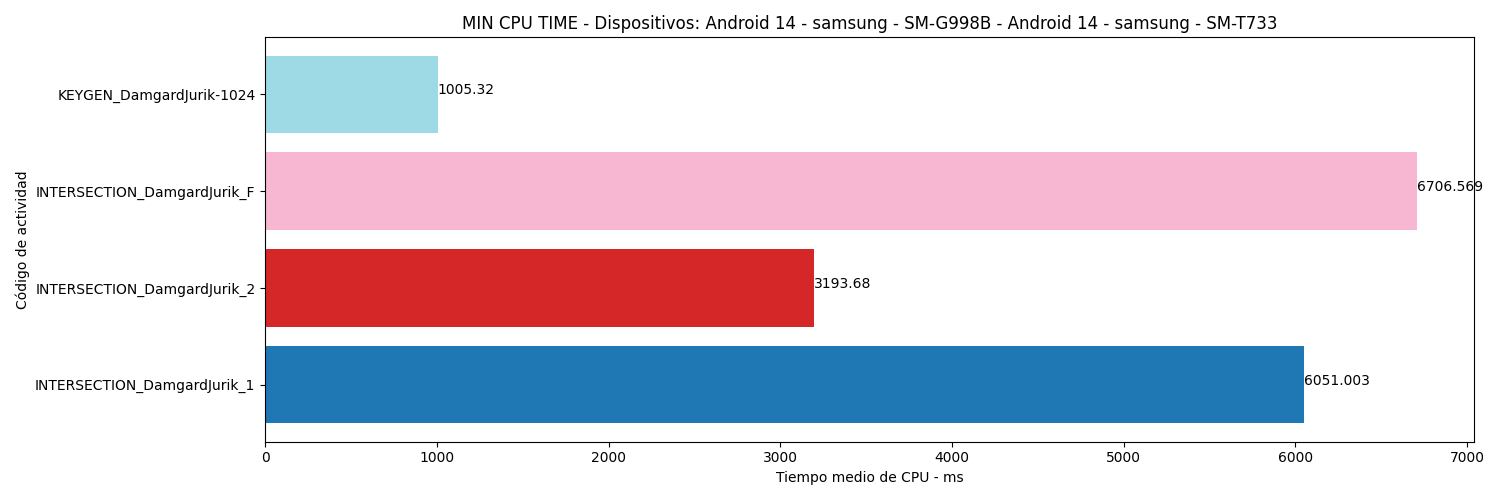 MIN CPU TIME - Dispositivos: Android 14 - samsung - SM-G998B - Android 14 - samsung - SM-T733
Código de actividad
KEYGEN_DamgardJurik-1024
1005.32
INTERSECTION_DamgardJurik_F
6706.569
INTERSECTION_DamgardJurik_2
3193.68
INTERSECTION_DamgardJurik_1
6051.003
0 1000 2000 3000 4000 5000 6000 7000
Tiempo medio de CPU - ms